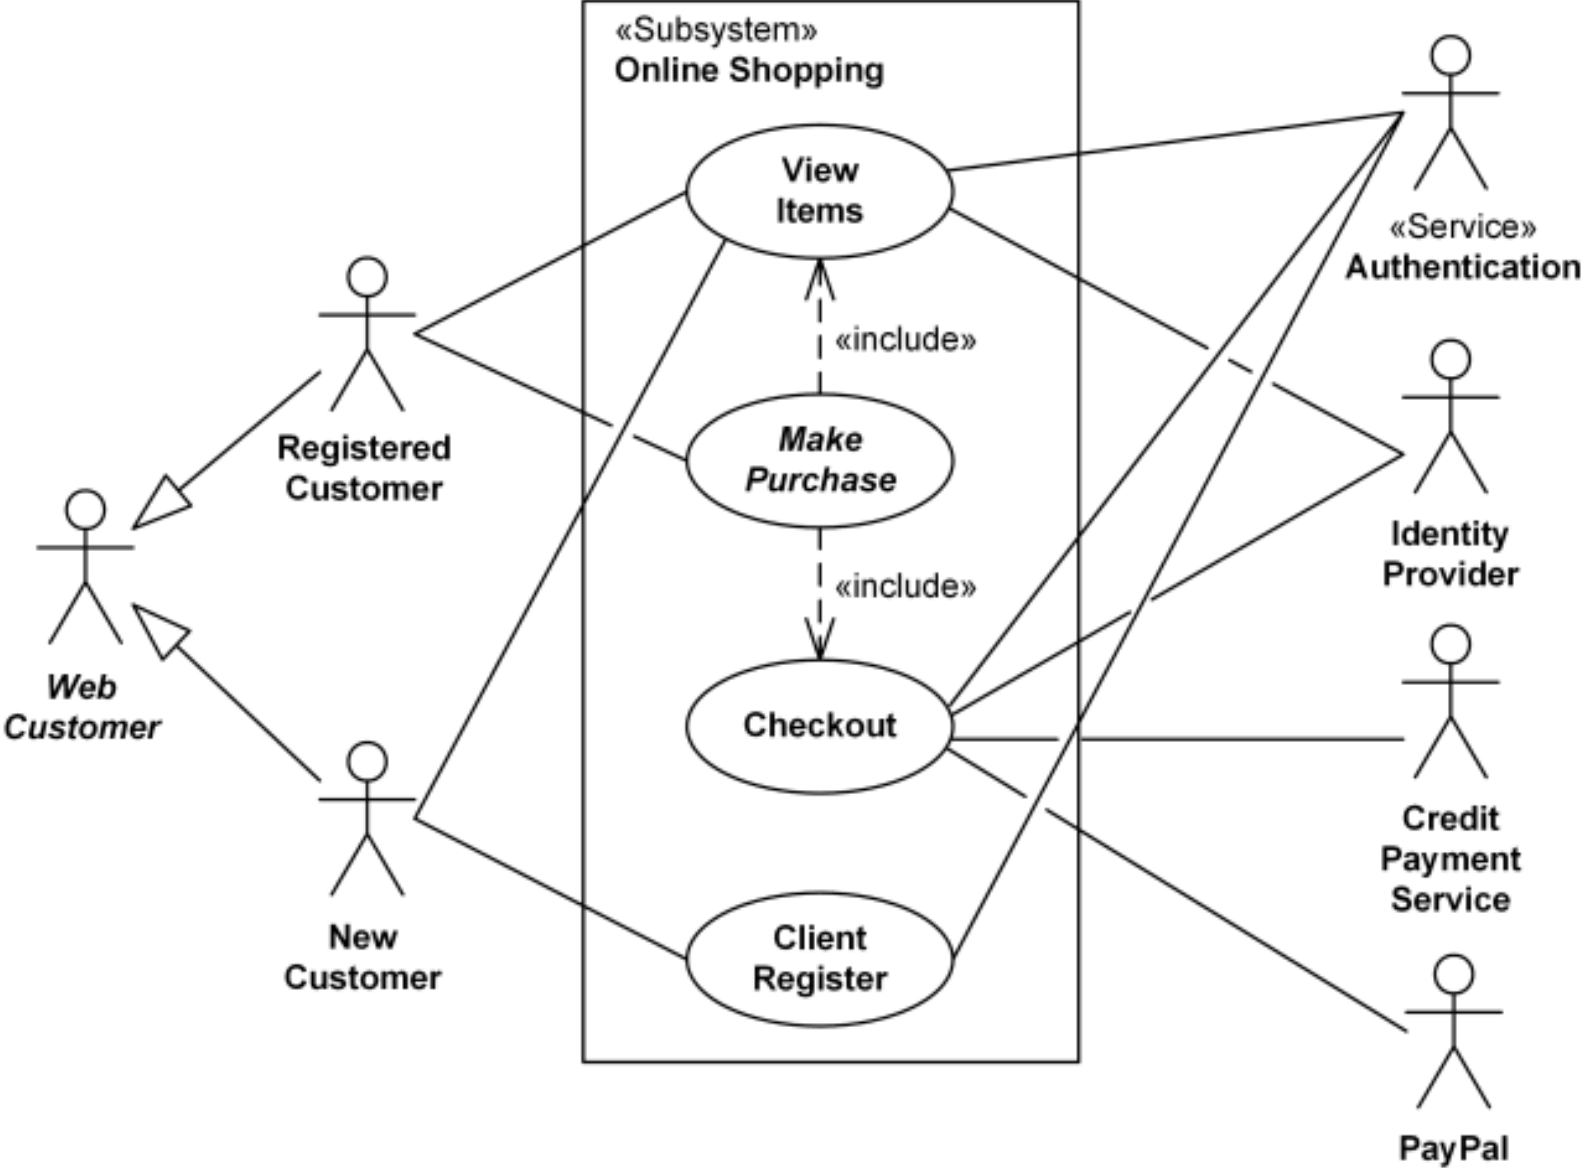 «Subsystem»
Online Shopping
View
Items
«include»
Make
Purchase
«include»
Checkout
Client
Register
Registered
Customer
Web
Customer
New
Customer
«Service»
Authentication
Identity
Provider
Credit
Payment
Service
PayPal